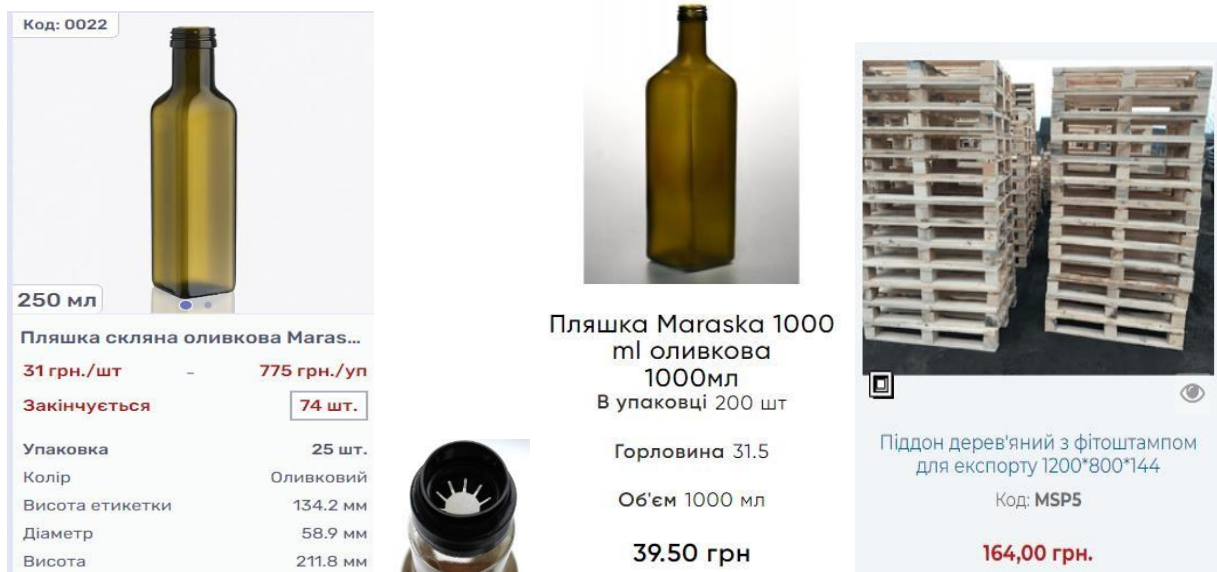 Код: 0022
250 мл
Пляшка скляна оливкова Maras...
31 грн./шт – 775 грн./уп
Закінчується 74 шт.
Упаковка 25 шт.
Колір Оливковий
Висота етикетки 134.2 мм
Діаметр 58.9 мм
Висота 211.8 мм
Пляшка Maraska 1000
ml оливкова
1000мл
В упаковці 200 шт
Горловина 31.5
Об'єм 1000 мл
39.50 грн
Піддон дерев'яний з фітоштампом
для експорту 1200*800*144
Код: MSP5
164,00 грн.